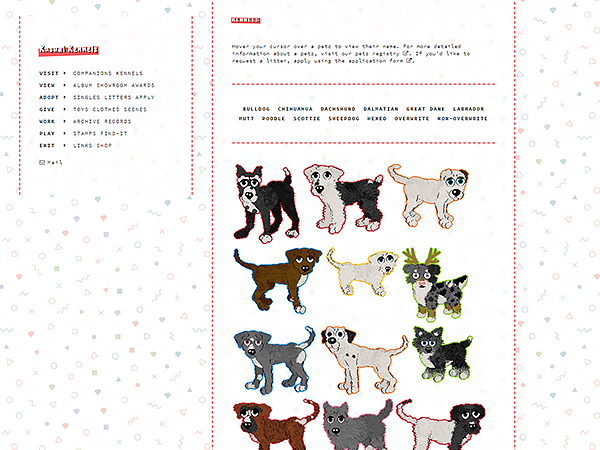 Kasual Kennels
VISIT › COMPANIONS KENNELS
VIEW › ALBUM SHOWROOM AWARDS
ADOPT › SINGLES LITTERS APPLY
GIVE › TOYS CLOTHES SCENES
WORK › ARCHIVE RECORDS
PLAY › STAMPS FIND-IT
EXIT › LINKS SHOP
Mail
KENNELS
Hover your cursor over a petz to view their name. For more detailed
information about a petz, visit our petz registry. If you'd like to
request a litter, apply using the application form.
BULLDOG CHIHUAHUA DACHSHUND DALMATIAN GREAT DANE LABRADOR
MUTT POODLE SCOTTIE SHEEPDOG HEXED OVERWRITE NON-OVERWRITE